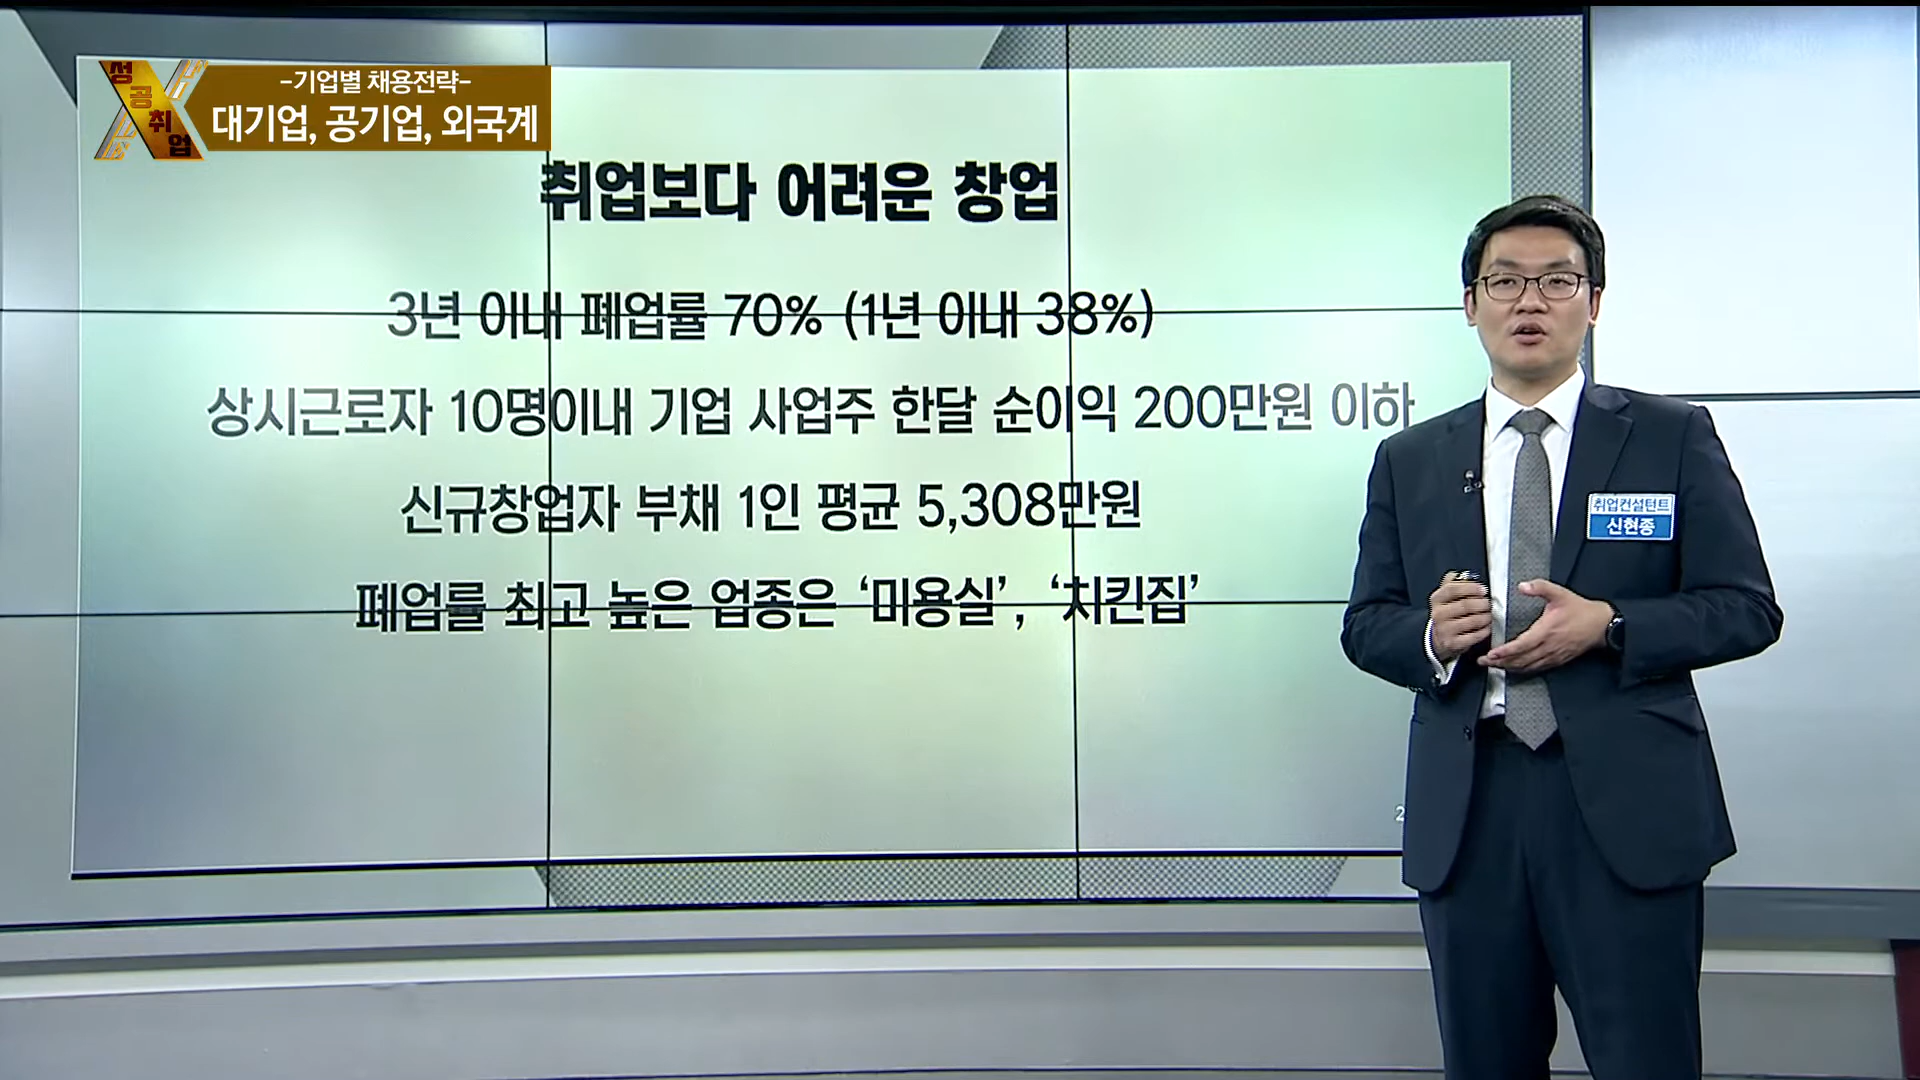 성공취업
-기업별 채용전략-
대기업, 공기업, 외국계
취업보다 어려운 창업
3년 이내 폐업률 70% (1년 이내 38%)
상시근로자 10명이내 기업 사업주 한달 순이익 200만원 이하
신규창업자 부채 1인 평균 5,308만원
폐업률 최고 높은 업종은 ‘미용실’, ‘치킨집’
취업컨설턴트
신현종